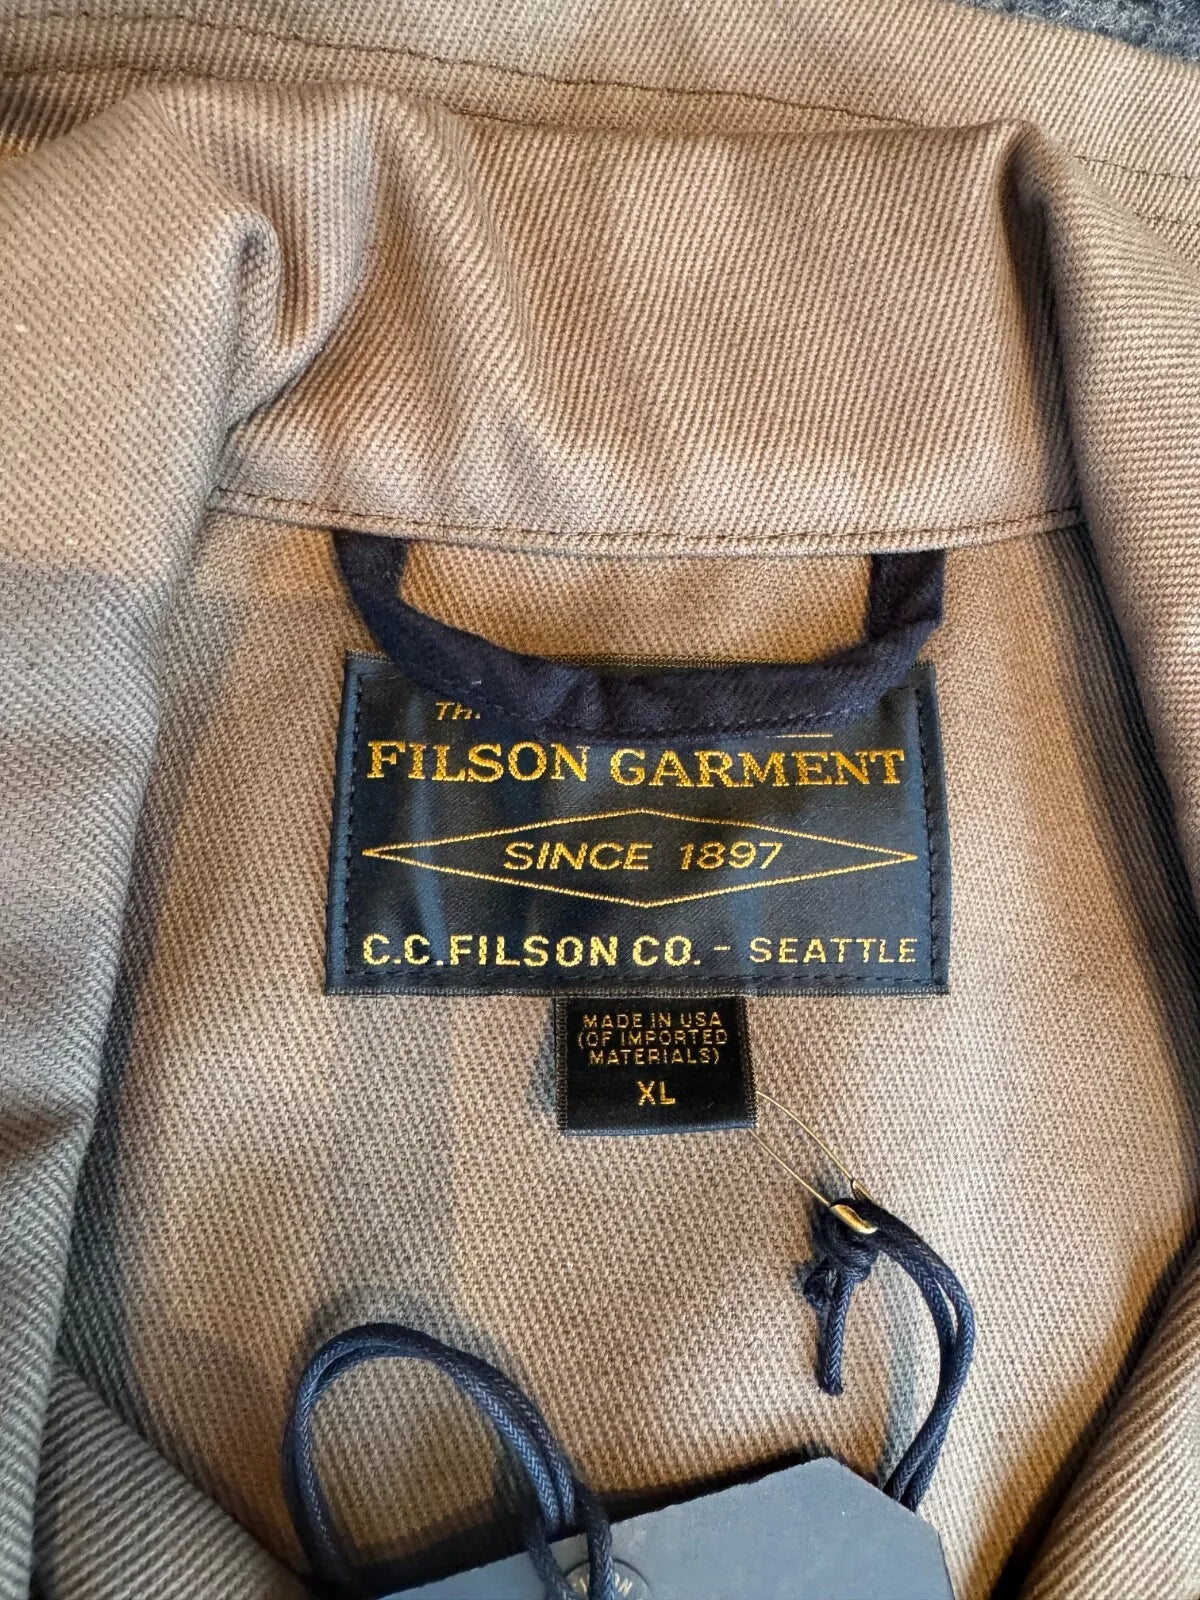 FILSON GARMENT
SINCE 1897
C.C.FILSON CO. - SEATTLE
MADE IN USA
(OF IMPORTED
MATERIALS)
XL